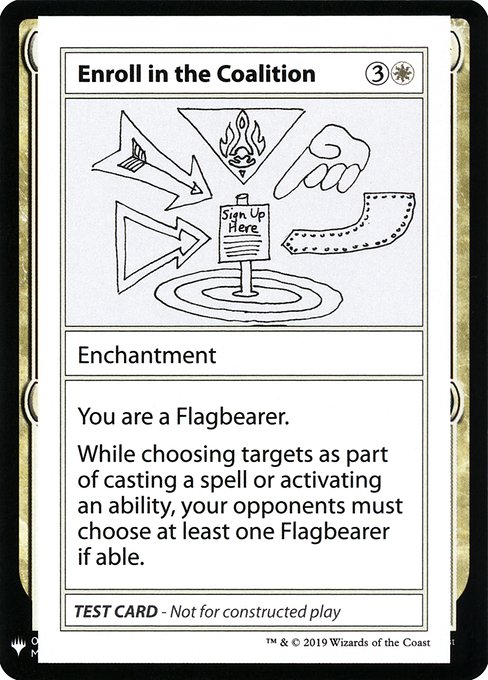 Enroll in the Coalition 3
Sign Up
Here
Enchantment
You are a Flagbearer.
While choosing targets as part
of casting a spell or activating
an ability, your opponents must
choose at least one Flagbearer
if able.
TEST CARD - Not for constructed play
™ & © 2019 Wizards of the Coast